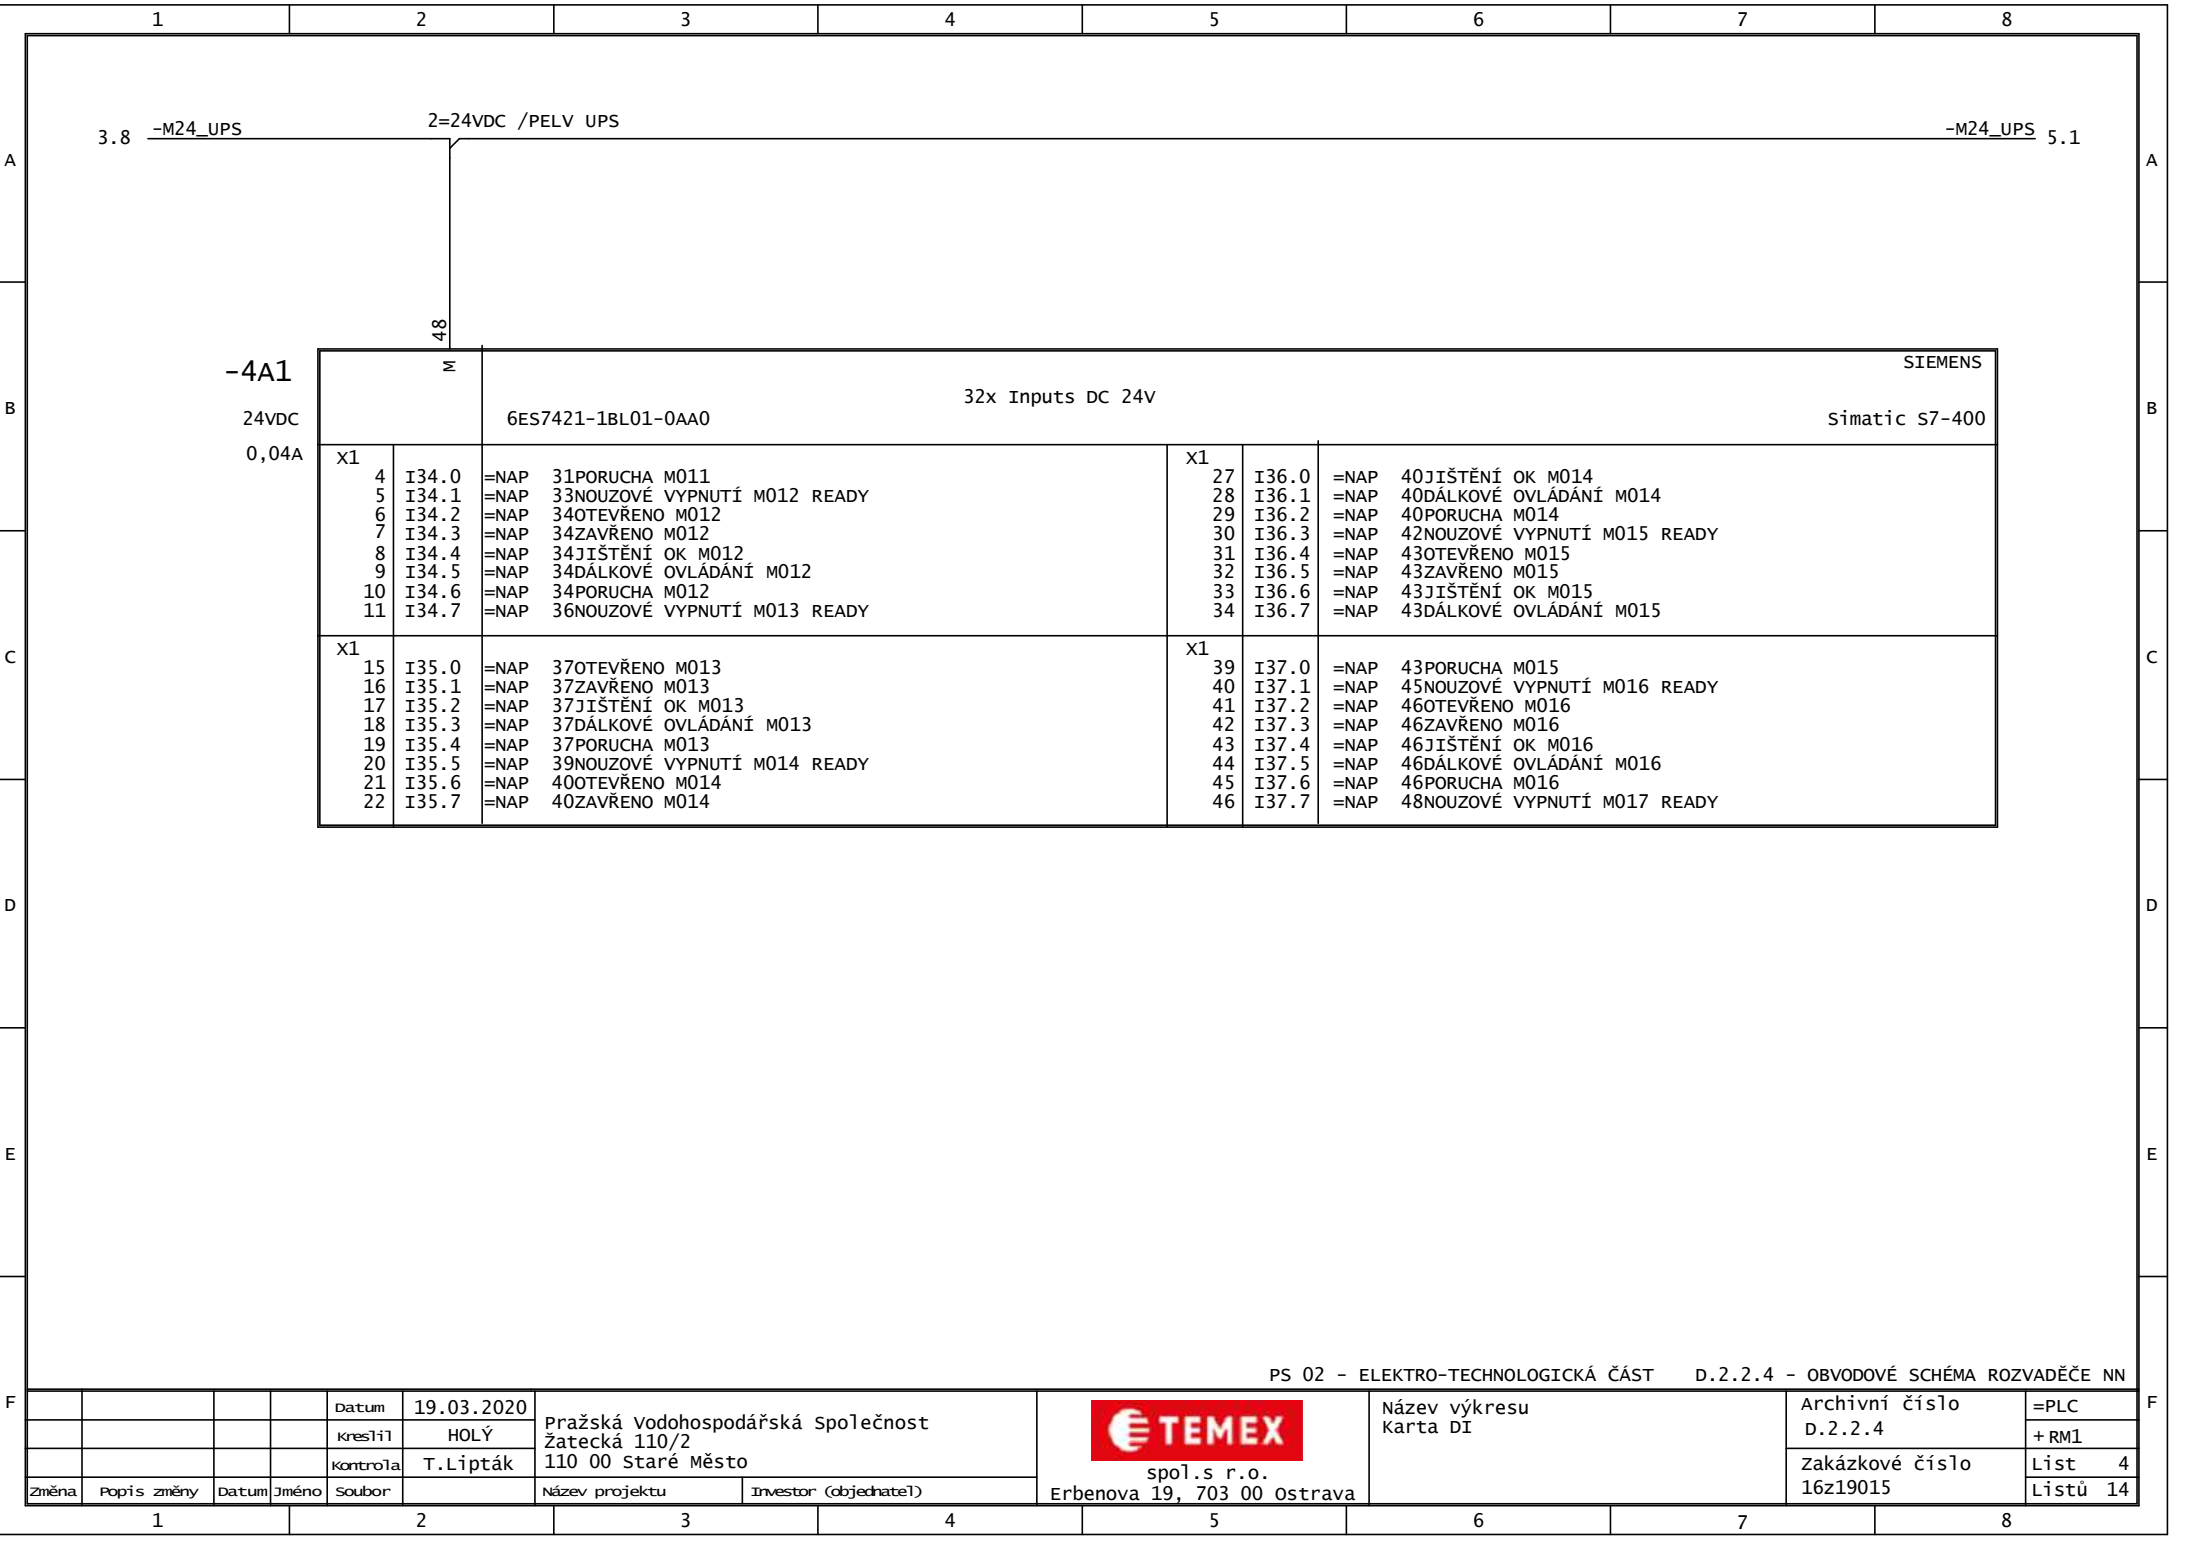 1 2 3 4 5 6 7 8
3.8 -M24_UPS 2=24VDC /PELV UPS -M24_UPS 5.1
A A
48
-4A1 M SIEMENS
32x Inputs DC 24V
B 24VDC 6ES7421-1BL01-0AA0 Simatic S7-400 B
0,04A
X1 X1
4 I34.0 =NAP 31PORUCHA M011 27 I36.0 =NAP 40JIŠTĚNÍ OK M014
5 I34.1 =NAP 33NOUZOVÉ VYPNUTÍ M012 READY 28 I36.1 =NAP 40DÁLKOVÉ OVLÁDÁNÍ M014
6 I34.2 =NAP 34OTEVŘENO M012 29 I36.2 =NAP 40PORUCHA M014
7 I34.3 =NAP 34ZAVŘENO M012 30 I36.3 =NAP 42NOUZOVÉ VYPNUTÍ M015 READY
8 I34.4 =NAP 34JIŠTĚNÍ OK M012 31 I36.4 =NAP 43OTEVŘENO M015
9 I34.5 =NAP 34DÁLKOVÉ OVLÁDÁNÍ M012 32 I36.5 =NAP 43ZAVŘENO M015
10 I34.6 =NAP 34PORUCHA M012 33 I36.6 =NAP 43JIŠTĚNÍ OK M015
11 I34.7 =NAP 36NOUZOVÉ VYPNUTÍ M013 READY 34 I36.7 =NAP 43DÁLKOVÉ OVLÁDÁNÍ M015
C X1 X1 C
15 I35.0 =NAP 37OTEVŘENO M013 39 I37.0 =NAP 43PORUCHA M015
16 I35.1 =NAP 37ZAVŘENO M013 40 I37.1 =NAP 45NOUZOVÉ VYPNUTÍ M016 READY
17 I35.2 =NAP 37JIŠTĚNÍ OK M013 41 I37.2 =NAP 46OTEVŘENO M016
18 I35.3 =NAP 37DÁLKOVÉ OVLÁDÁNÍ M013 42 I37.3 =NAP 46ZAVŘENO M016
19 I35.4 =NAP 37PORUCHA M013 43 I37.4 =NAP 46JIŠTĚNÍ OK M016
20 I35.5 =NAP 39NOUZOVÉ VYPNUTÍ M014 READY 44 I37.5 =NAP 46DÁLKOVÉ OVLÁDÁNÍ M016
21 I35.6 =NAP 40OTEVŘENO M014 45 I37.6 =NAP 46PORUCHA M016
22 I35.7 =NAP 40ZAVŘENO M014 46 I37.7 =NAP 48NOUZOVÉ VYPNUTÍ M017 READY
D D
E E
PS 02 - ELEKTRO-TECHNOLOGICKÁ ČÁST D.2.2.4 - OBVODOVÉ SCHÉMA ROZVADĚČE NN
F F
Datum 19.03.2020
Kreslil HOLÝ
Kontrola T.Lipták
Změna Popis změny Datum Jméno Soubor
Pražská Vodohospodářská Společnost
Žatecká 110/2
110 00 Staré Město
Název projektu Investor (objednatel)
TEMEX
spol.s r.o.
Erbenova 19, 703 00 Ostrava
Název výkresu
Karta DI
Archivní číslo
D.2.2.4
Zakázkové číslo
16Z19015
=PLC
+ RM1
List 4
Listů 14
1 2 3 4 5 6 7 8